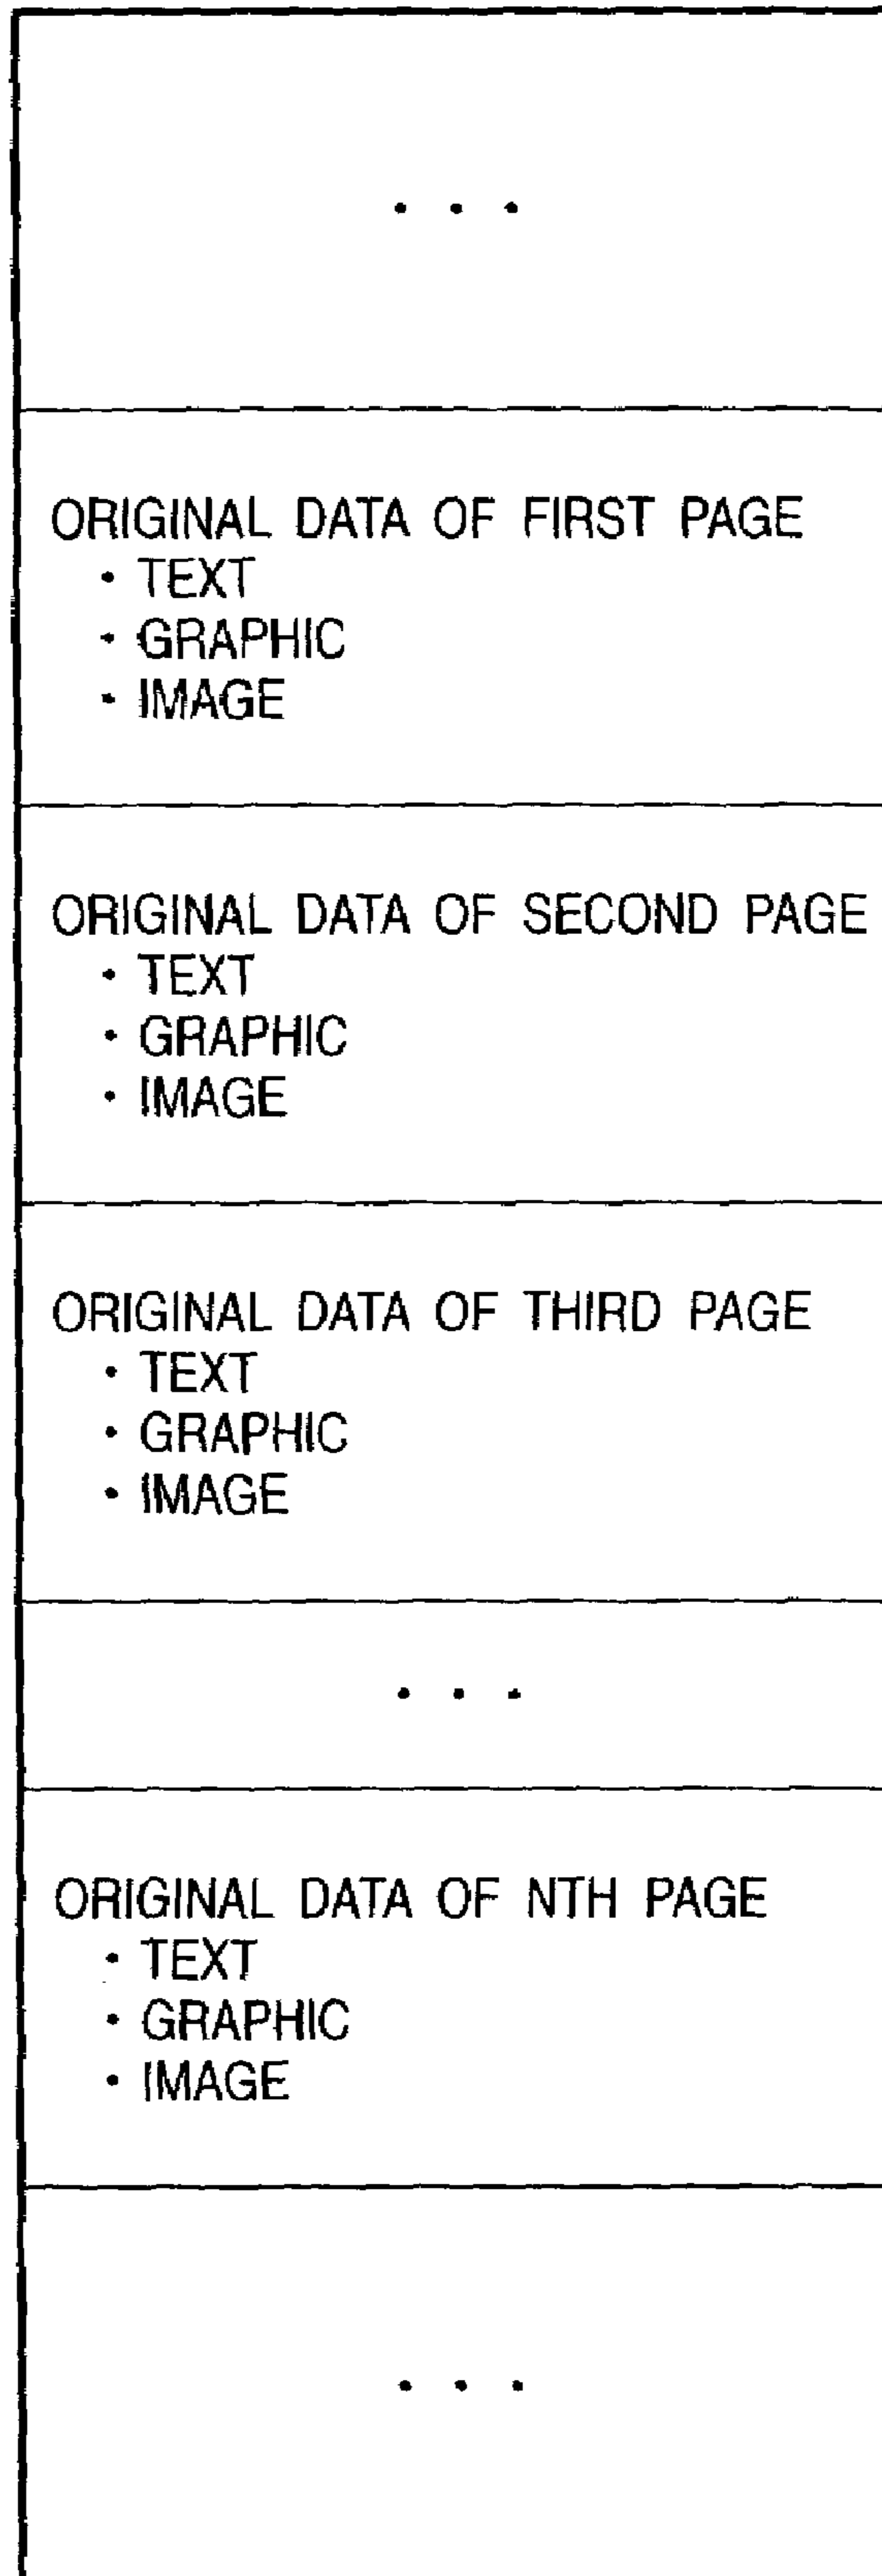 . . .
ORIGINAL DATA OF FIRST PAGE
· TEXT
· GRAPHIC
· IMAGE
ORIGINAL DATA OF SECOND PAGE
· TEXT
· GRAPHIC
· IMAGE
ORIGINAL DATA OF THIRD PAGE
· TEXT
· GRAPHIC
· IMAGE
. . .
ORIGINAL DATA OF NTH PAGE
· TEXT
· GRAPHIC
· IMAGE
. . .